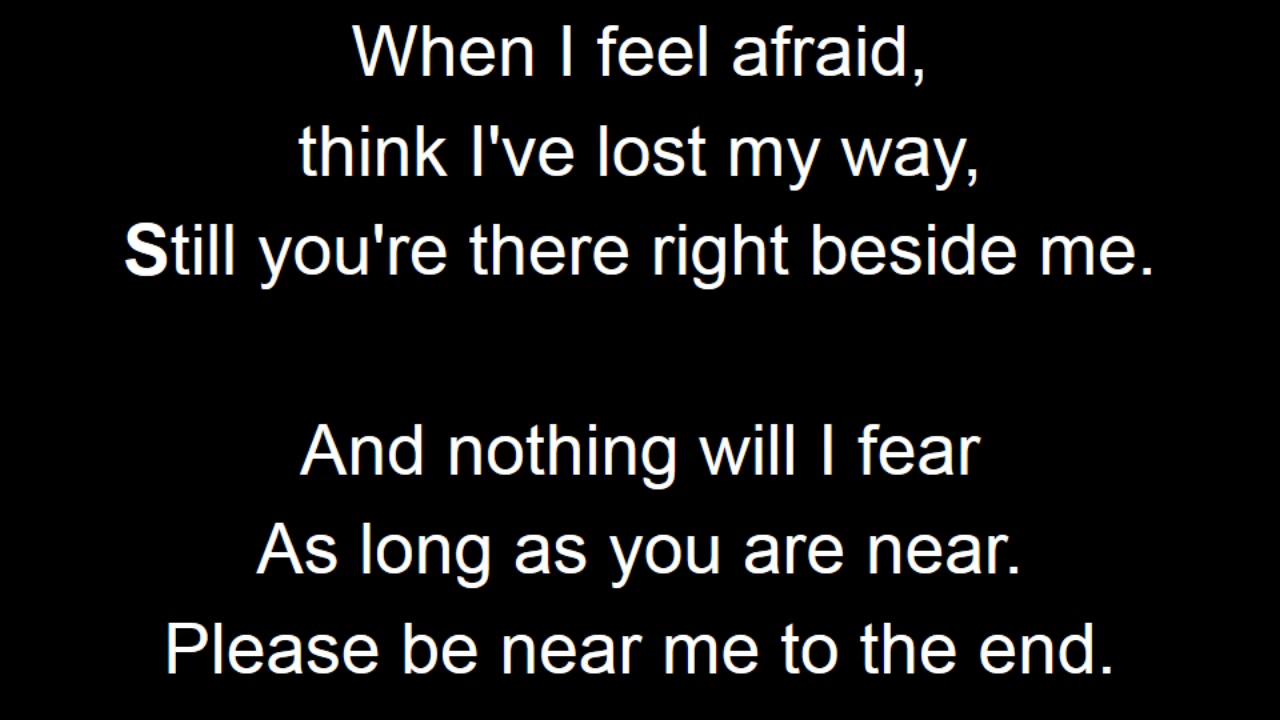 When I feel afraid,
think I've lost my way,
Still you're there right beside me.
And nothing will I fear
As long as you are near.
Please be near me to the end.